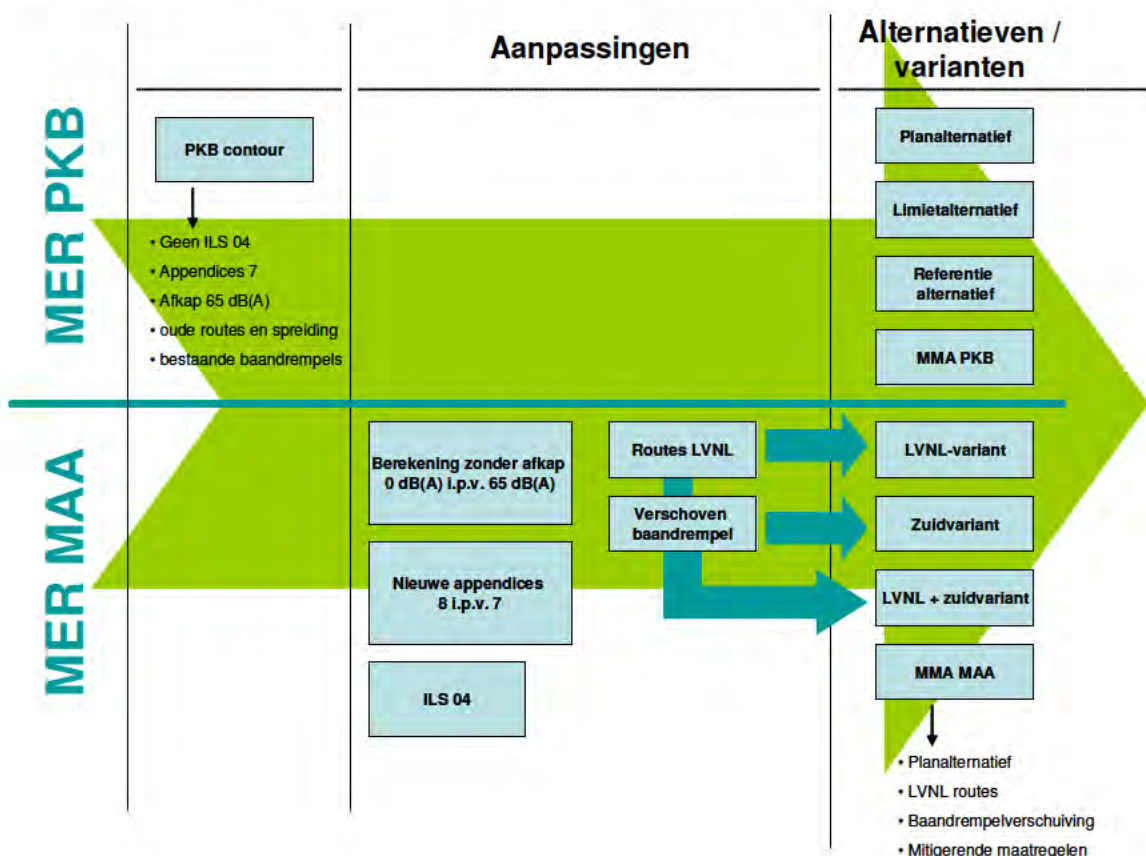 Aanpassingen
Alternatieven /
varianten
MER PKB
PKB contour
• Geen ILS 04
• Appendices 7
• Afkap 65 dB(A)
• oude routes en spreiding
• bestaande baandrempels
Planalternatief
Limietalternatief
Referentie
alternatief
MMA PKB
MER MAA
Berekening zonder afkap
0 dB(A) i.p.v. 65 dB(A)
Nieuwe appendices
8 i.p.v. 7
ILS 04
Routes LVNL
Verschoven
baandrempel
LVNL-variant
Zuidvariant
LVNL + zuidvariant
MMA MAA
• Planalternatief
• LVNL routes
• Baandrempelverschuiving
• Mitigerende maatregelen